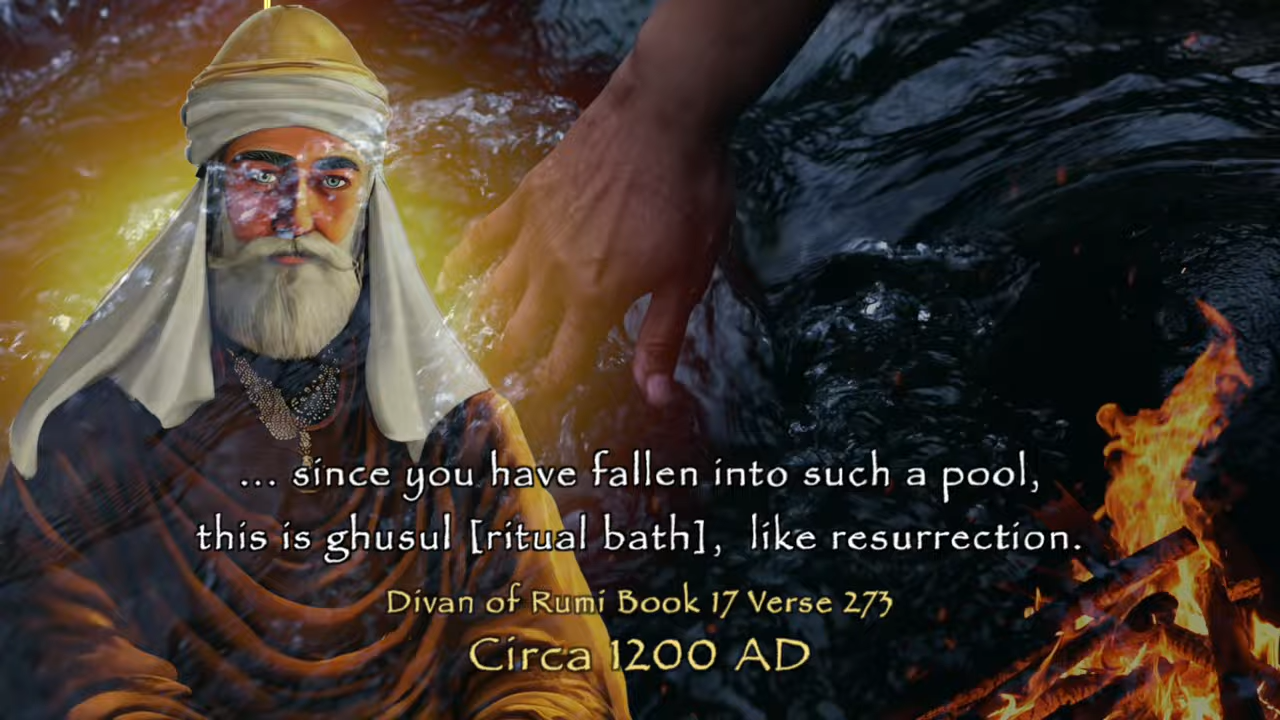 ... since you have fallen into such a pool,
this is ghusul [ritual bath], like resurrection.
Divan of Rumi Book 17 Verse 273
Circa 1200 AD